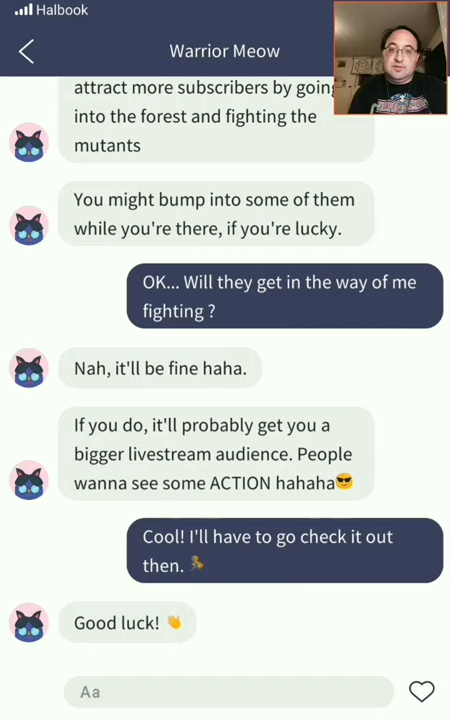 Halbook
Warrior Meow
attract more subscribers by going
into the forest and fighting the
mutants
You might bump into some of them
while you're there, if you're lucky.
OK... Will they get in the way of me
fighting ?
Nah, it'll be fine haha.
If you do, it'll probably get you a
bigger livestream audience. People
wanna see some ACTION hahaha😎
Cool! I'll have to go check it out
then. 🏃
Good luck! 👏
Aa